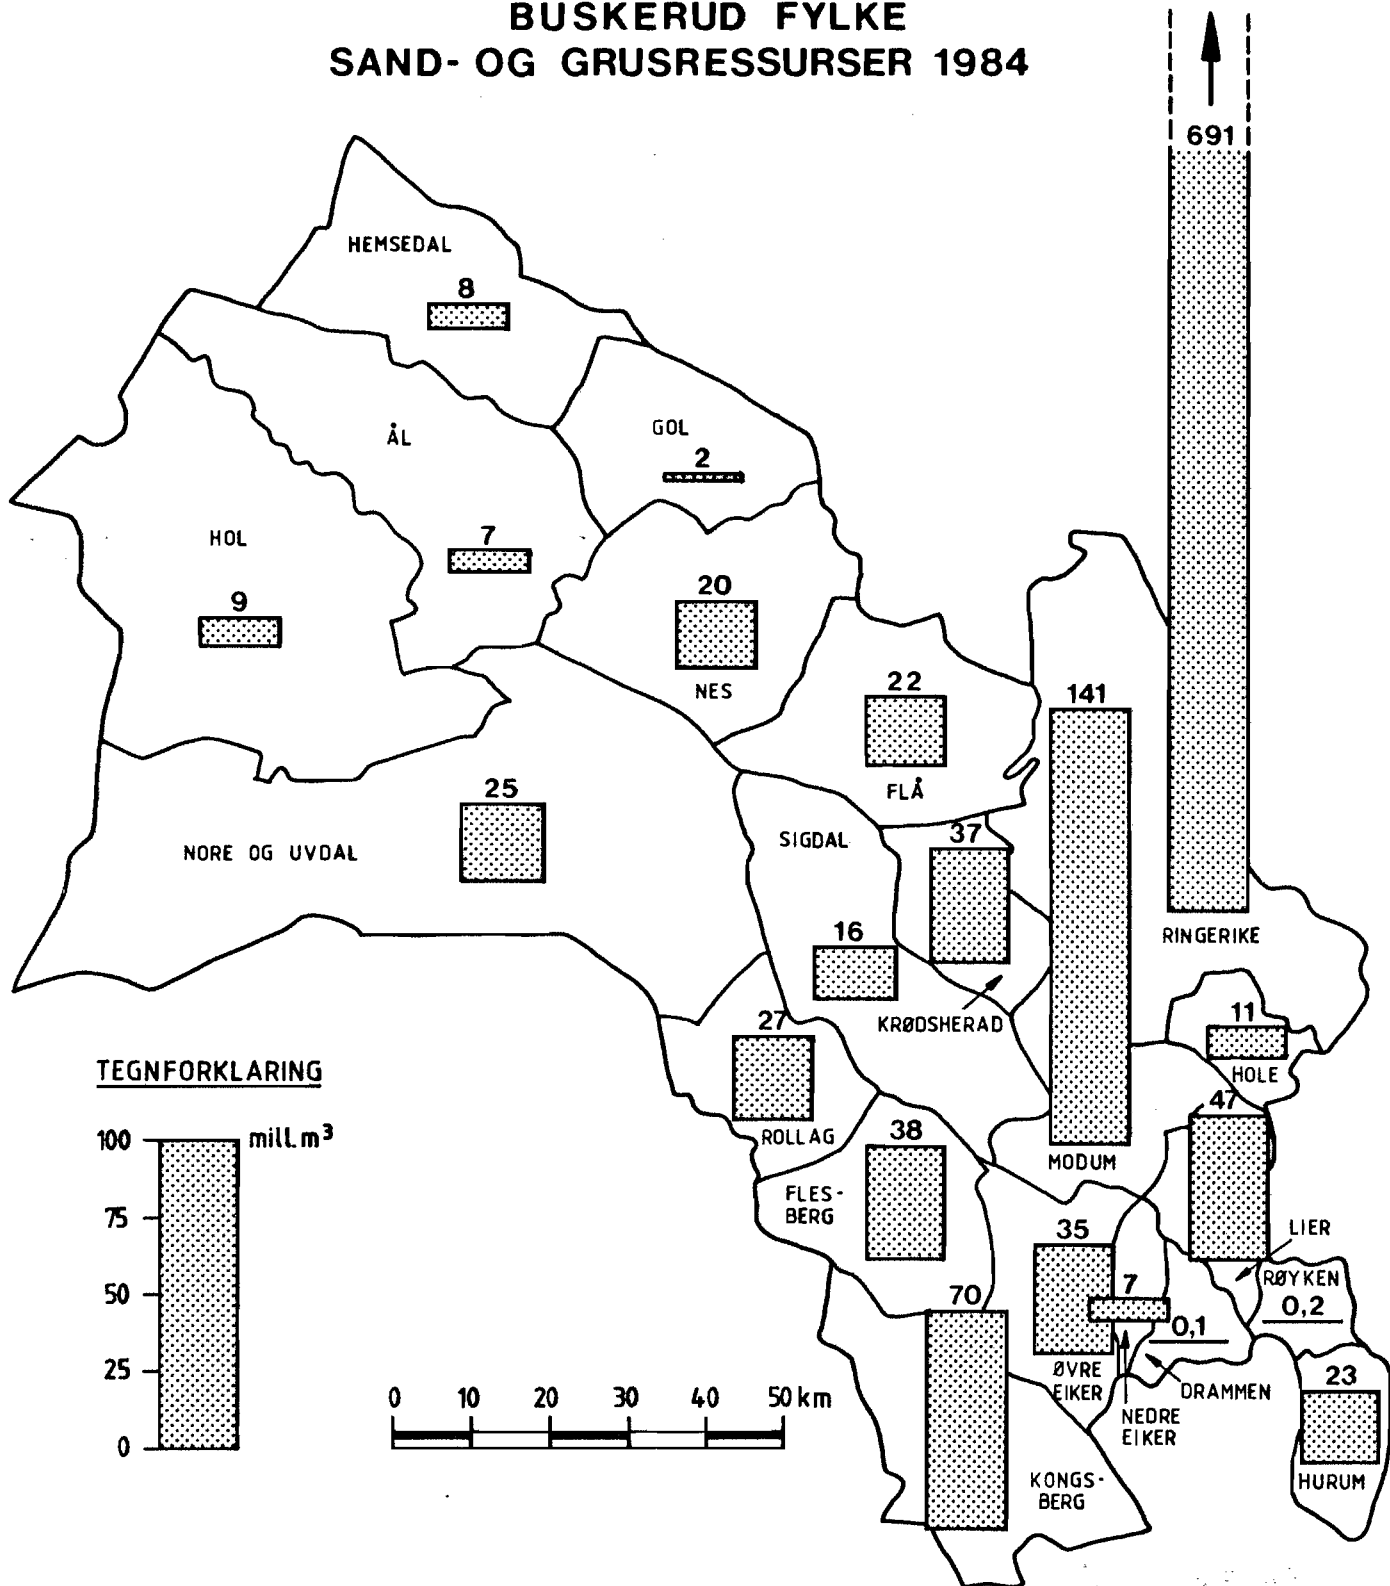 BUSKERUD FYLKE
SAND- OG GRUSRESSURSER 1984
691
HEMSEDAL
8
ÅL
7
GOL
2
HOL
9
20
NES
22
FLÅ
141
MODUM
25
NORE OG UVDAL
SIGDAL
16
37
KRØDSHERAD
RINGERIKE
11
HOLE
27
ROLLAG
47
LIER
38
FLES-
BERG
35
ØVRE
EIKER
7
NEDRE
EIKER
0,1
DRAMMEN
RØYKEN
0,2
23
HURUM
70
KONGS-
BERG
TEGNFORKLARING
100 mill. m³
75
50
25
0
0 10 20 30 40 50 km